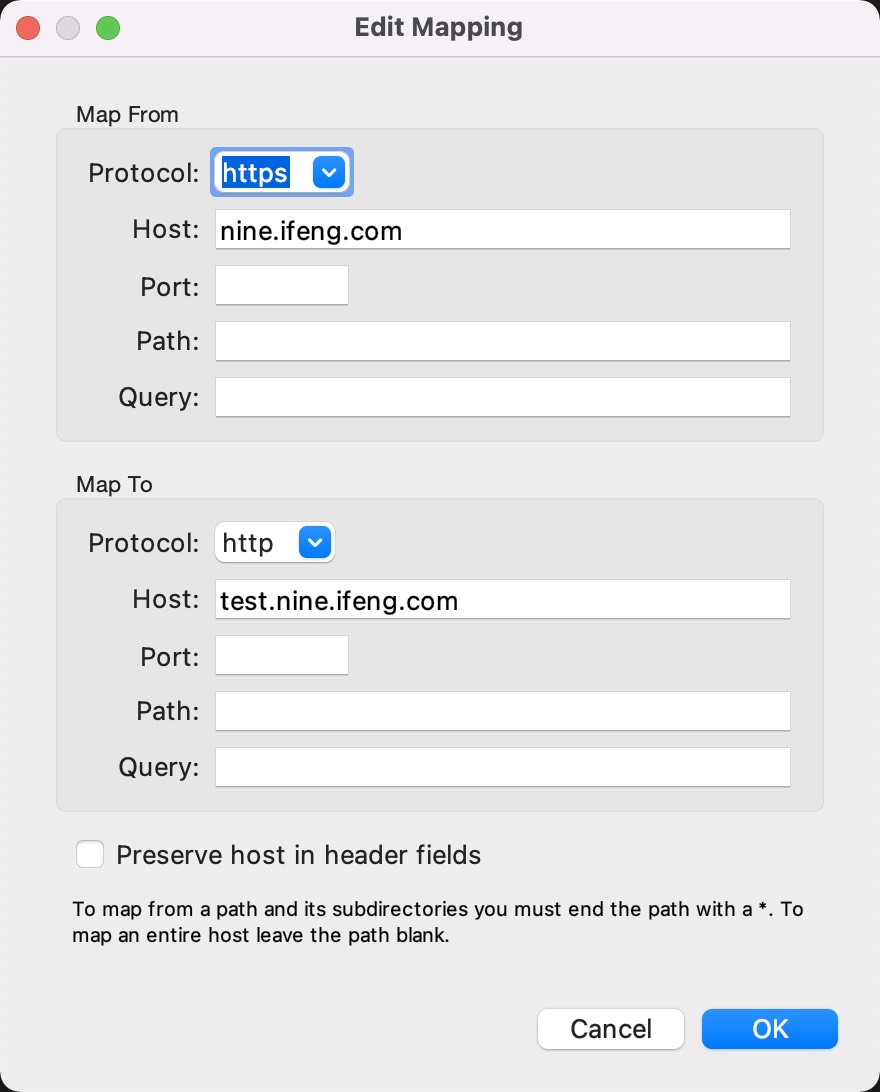 Edit Mapping
Map From
Protocol: https
Host: nine.ifeng.com
Port:
Path:
Query:
Map To
Protocol: http
Host: test.nine.ifeng.com
Port:
Path:
Query:
Preserve host in header fields
To map from a path and its subdirectories you must end the path with a *. To
map an entire host leave the path blank.
Cancel OK